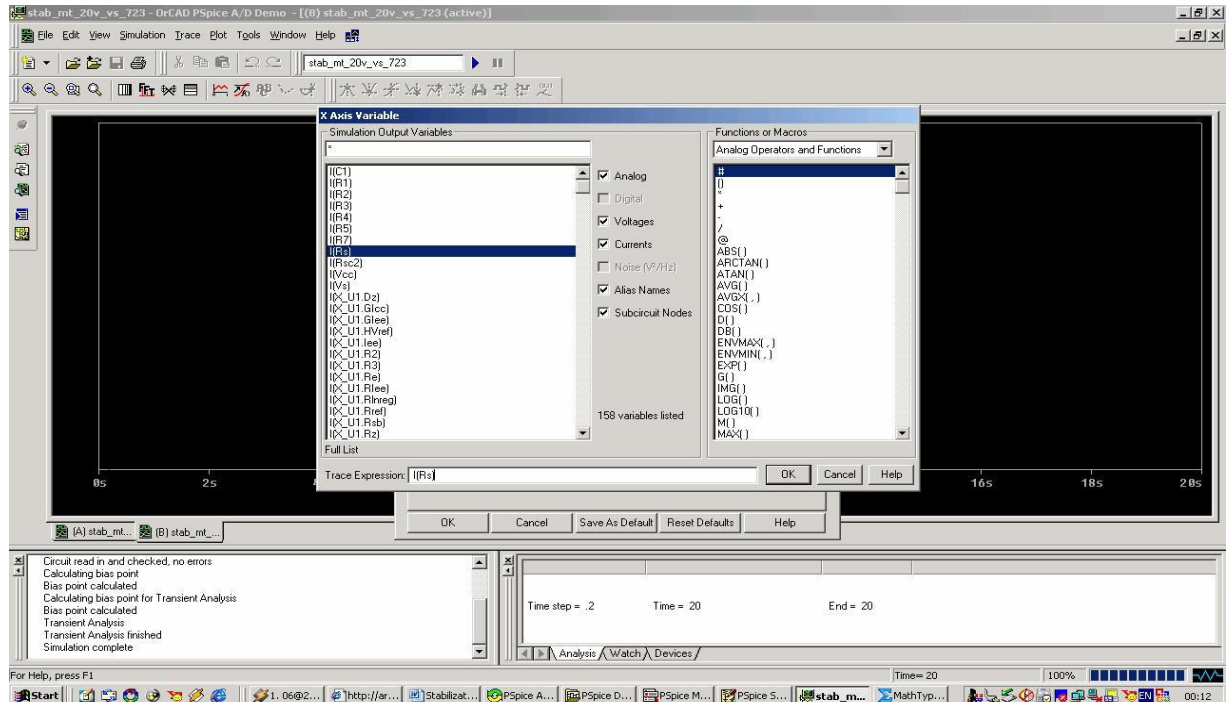 stab_mt_20v_vs_723 - OrCAD PSpice A/D Demo - [(B) stab_mt_20v_vs_723 (active)]
File Edit View Simulation Trace Plot Tools Window Help
stab_mt_20v_vs_723
X Axis Variable
Simulation Output Variables
*
I(C1)
I(R1)
I(R2)
I(R3)
I(R4)
I(R5)
I(R7)
I(Rs)
I(Rsc2)
I(Vcc)
I(Vs)
I(X_U1.Dz)
I(X_U1.GIcc)
I(X_U1.GIee)
I(X_U1.HVref)
I(X_U1.Iee)
I(X_U1.R2)
I(X_U1.R3)
I(X_U1.Re)
I(X_U1.RIee)
I(X_U1.RInreg)
I(X_U1.Rref)
I(X_U1.Rsb)
I(X_U1.Rz)
Full List
Analog
Digital
Voltages
Currents
Noise (V²/Hz)
Alias Names
Subcircuit Nodes
158 variables listed
Functions or Macros
Analog Operators and Functions
#
()
*
+
-
/
@
ABS( )
ARCTAN( )
ATAN( )
AVG( )
AVGX( , )
COS( )
D( )
DB( )
ENVMAX( , )
ENVMIN( , )
EXP( )
G( )
IMG( )
LOG( )
LOG10( )
M( )
MAX( )
Trace Expression: I(Rs)
OK Cancel Help
0s 2s 16s 18s 20s
OK Cancel Save As Default Reset Defaults Help
(A) stab_mt... (B) stab_mt_...
Circuit read in and checked, no errors
Calculating bias point
Bias point calculated
Calculating bias point for Transient Analysis
Bias point calculated
Transient Analysis
Transient Analysis finished
Simulation complete
Time step = .2 Time = 20 End = 20
Analysis Watch Devices
For Help, press F1 Time= 20 100%
Start 1. 06@2... http://ar... Stabilizat... PSpice A... PSpice D... PSpice M... PSpice S... stab_m... MathTyp... EN 00:12